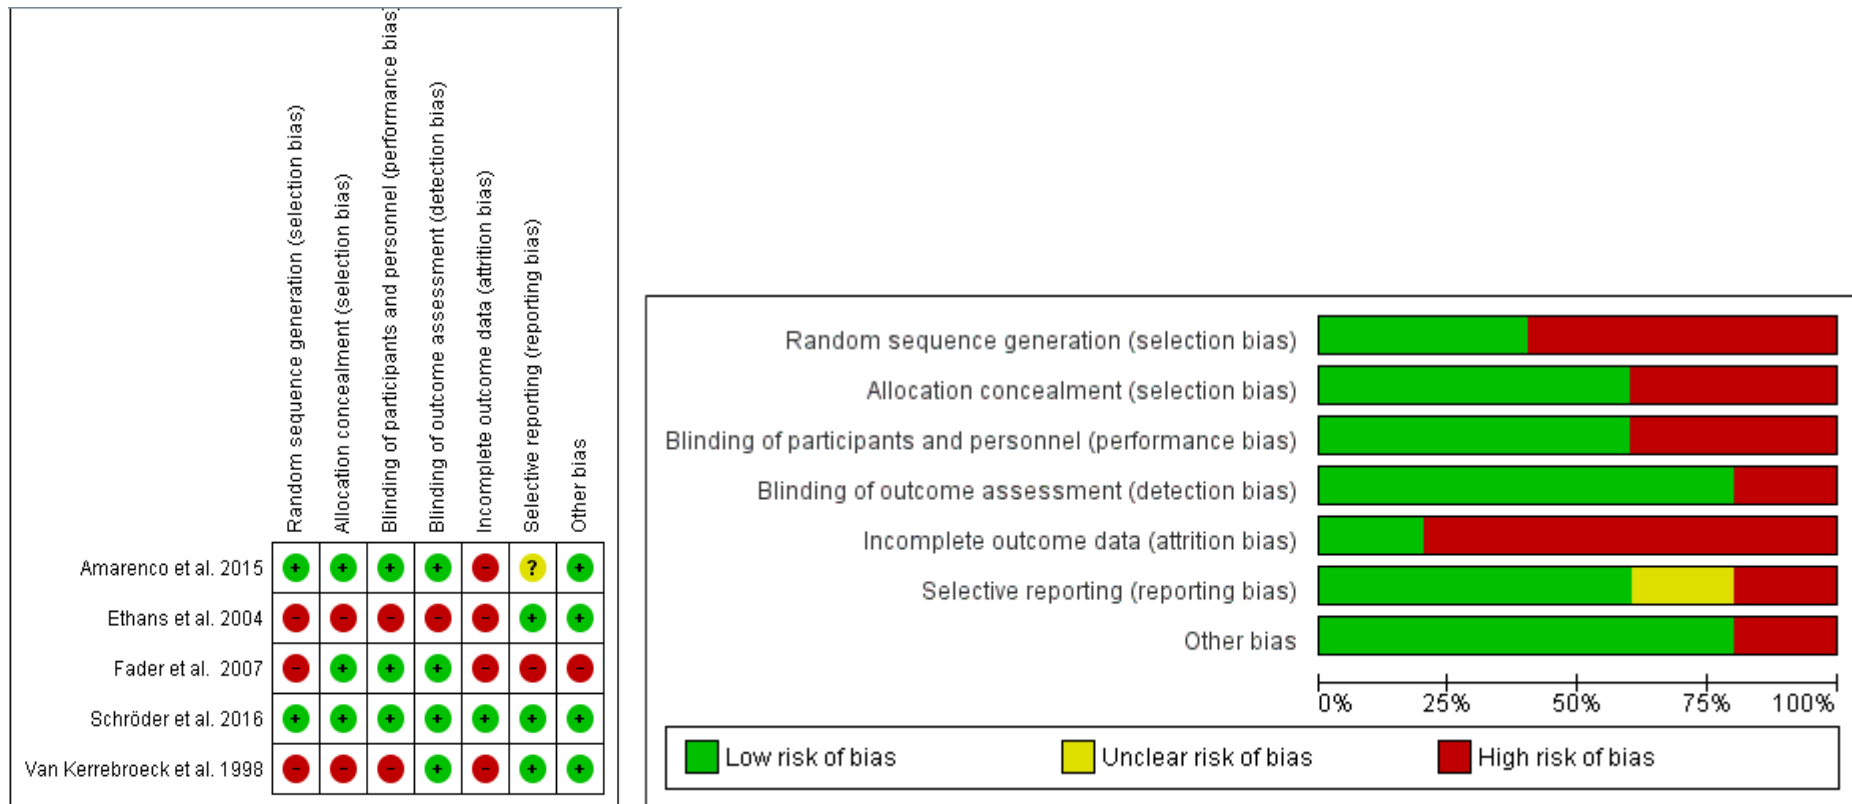 Random sequence generation (selection bias)
Allocation concealment (selection bias)
Blinding of participants and personnel (performance bias)
Blinding of outcome assessment (detection bias)
Incomplete outcome data (attrition bias)
Selective reporting (reporting bias)
Other bias
Amarenco et al. 2015 + + + + - ? +
Ethans et al. 2004 - - - - - + +
Fader et al. 2007 - + + + - - -
Schröder et al. 2016 + + + + + + +
Van Kerrebroeck et al. 1998 - - - + - + +
Random sequence generation (selection bias)
Allocation concealment (selection bias)
Blinding of participants and personnel (performance bias)
Blinding of outcome assessment (detection bias)
Incomplete outcome data (attrition bias)
Selective reporting (reporting bias)
Other bias
0% 25% 50% 75% 100%
Low risk of bias Unclear risk of bias High risk of bias